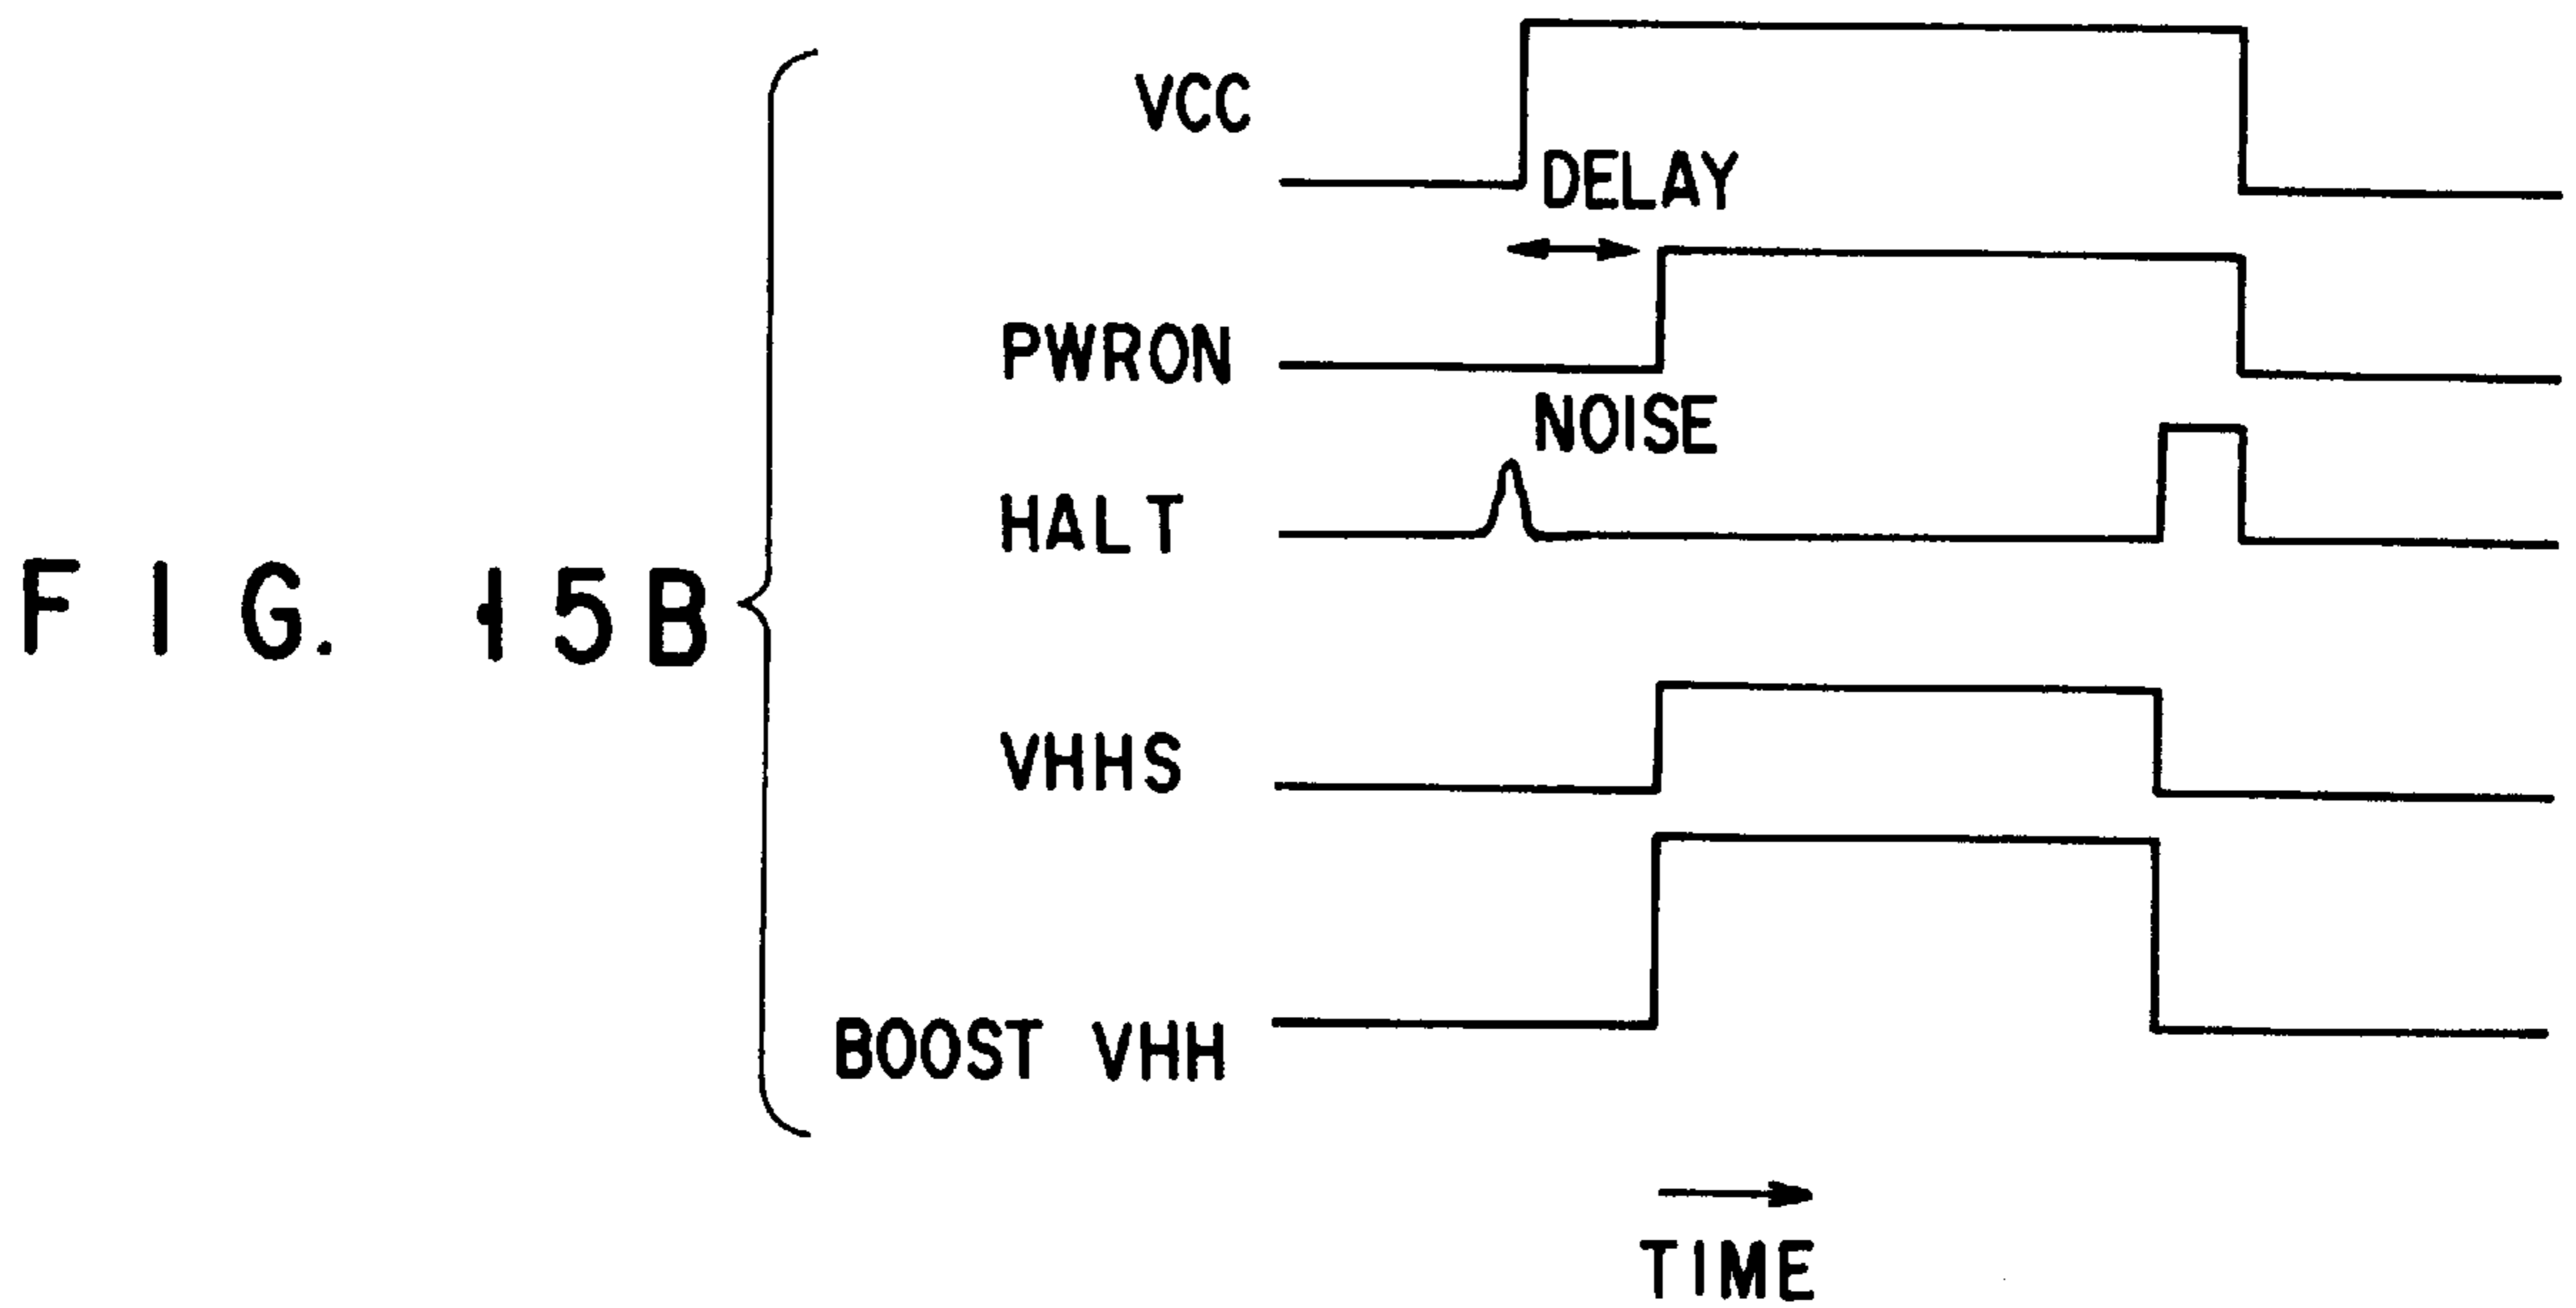 VCC
DELAY
PWRON
NOISE
HALT
FIG. 15B
VHHS
BOOST VHH
TIME